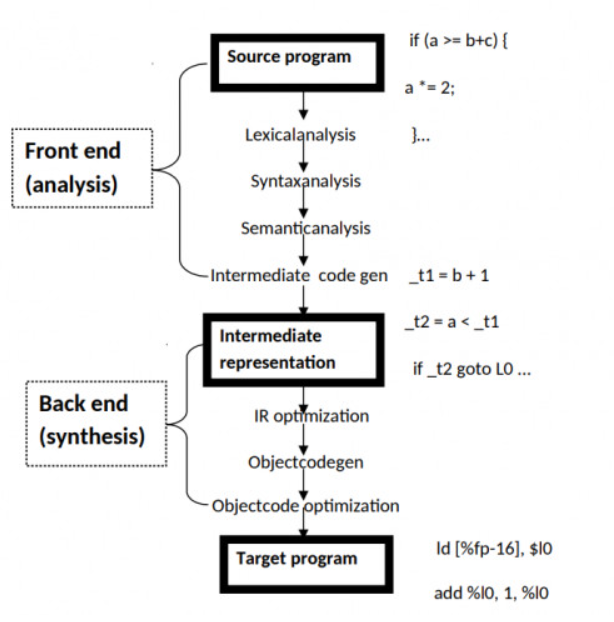 if (a >= b+c) {
Source program
a *= 2;
Lexicalanalysis
}...
Front end
(analysis)
Syntaxanalysis
Semanticanalysis
Intermediate code gen
_t1 = b + 1
_t2 = a < _t1
Intermediate
representation
if _t2 goto L0 ...
Back end
(synthesis)
IR optimization
Objectcodegen
Objectcode optimization
Target program
ld [%fp-16], $l0
add %l0, 1, %l0